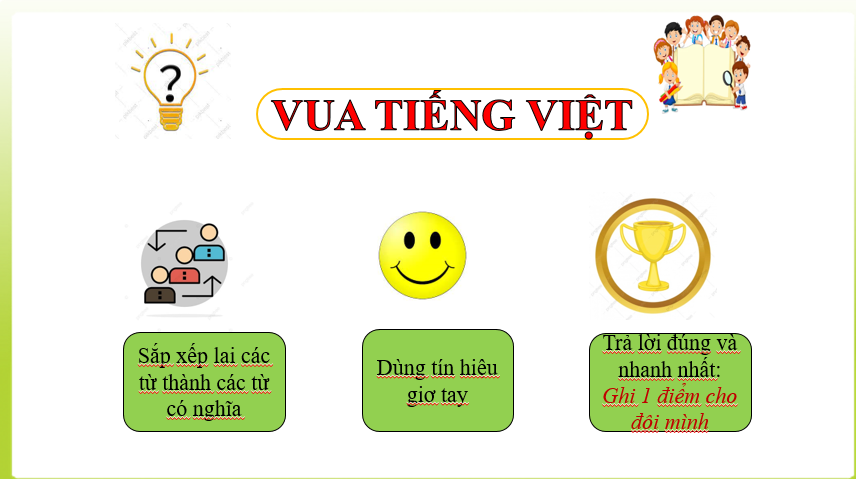 ?
VUA TIẾNG VIỆT
Sắp xếp lại các
từ thành các từ
có nghĩa
Dùng tín hiệu
giơ tay
Trả lời đúng và
nhanh nhất:
Ghi 1 điểm cho
đội mình